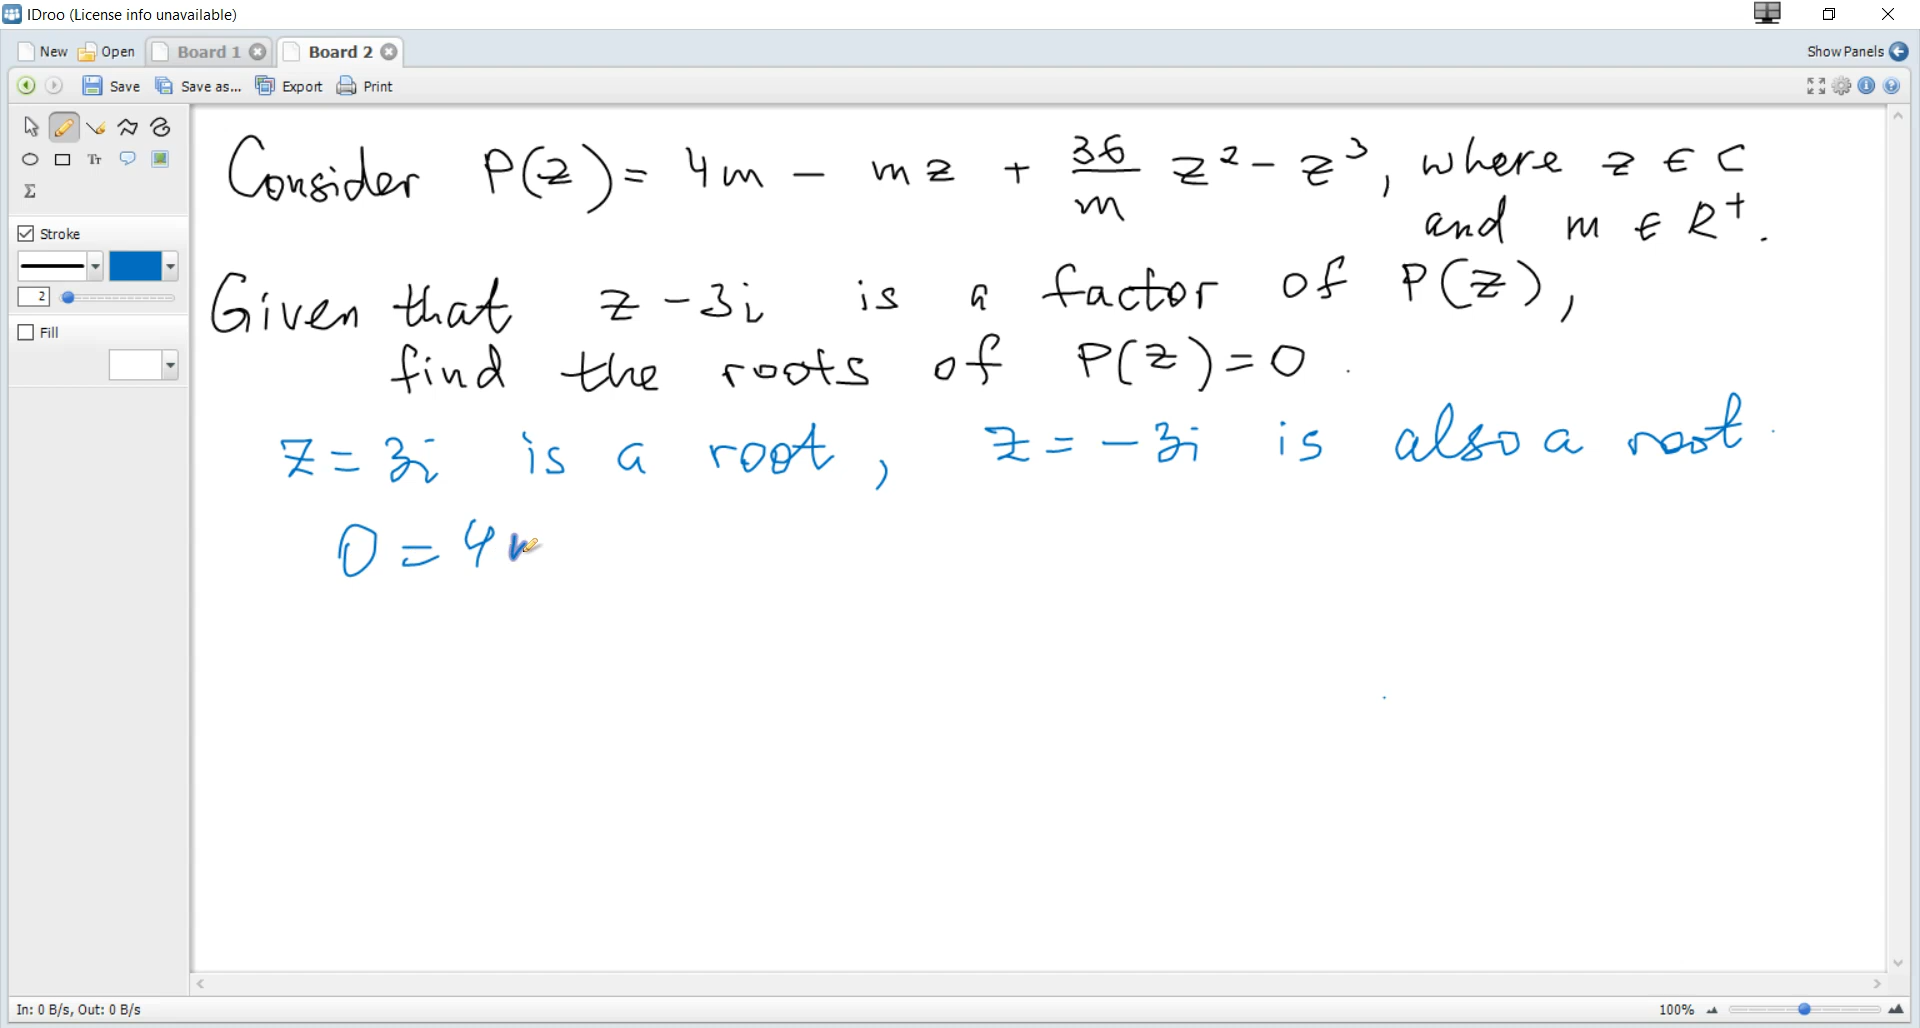 IDroo (License info unavailable)
New Open Board 1 Board 2 Show Panels
Save Save as... Export Print
Tt
Σ
Stroke
2
Fill
Consider P(z) = 4m - mz + 36/m z² - z³, where z ∈ C
and m ∈ R⁺.
Given that z - 3i is a factor of P(z),
find the roots of P(z) = 0.
z = 3i is a root, z = -3i is also a root.
0 = 4
In: 0 B/s, Out: 0 B/s 100%